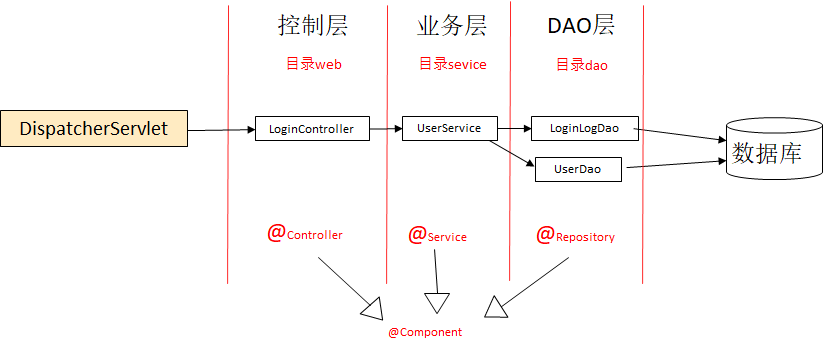 控制层
业务层
DAO层
目录web
目录sevice
目录dao
DispatcherServlet
LoginController
UserService
LoginLogDao
UserDao
数据库
@Controller
@Service
@Repository
@Component